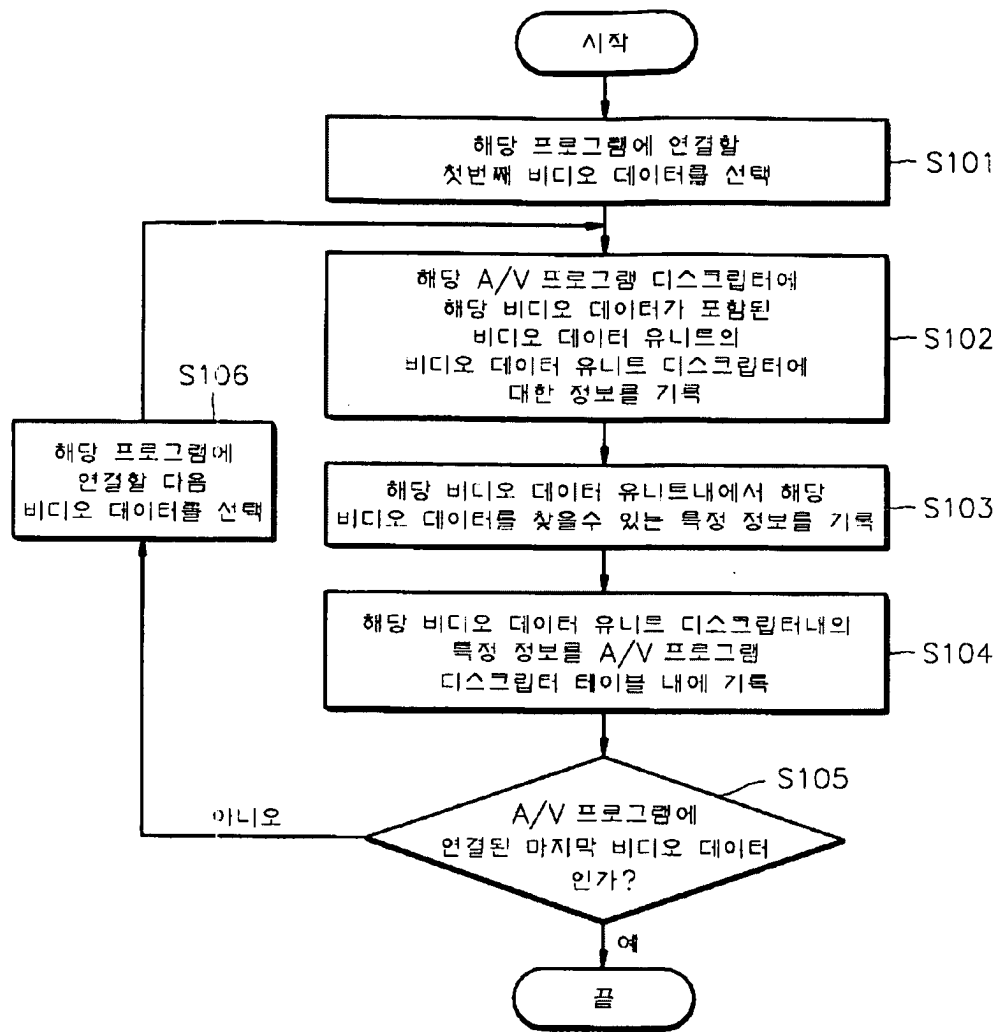 시작
해당 프로그램에 연결할
첫번째 비디오 데이터를 선택
S101
해당 A/V 프로그램 디스크립터에
해당 비디오 데이터가 포함된
비디오 데이터 유니트의
비디오 데이터 유니트 디스크립터에
대한 정보를 기록
S102
S106
해당 프로그램에
연결할 다음
비디오 데이터를 선택
해당 비디오 데이터 유니트내에서 해당
비디오 데이터를 찾을수 있는 특정 정보를 기록
S103
해당 비디오 데이터 유니트 디스크립터내의
특정 정보를 A/V 프로그램
디스크립터 테이블 내에 기록
S104
S105
A/V 프로그램에
연결된 마지막 비디오 데이터
인가?
아니오
예
끝